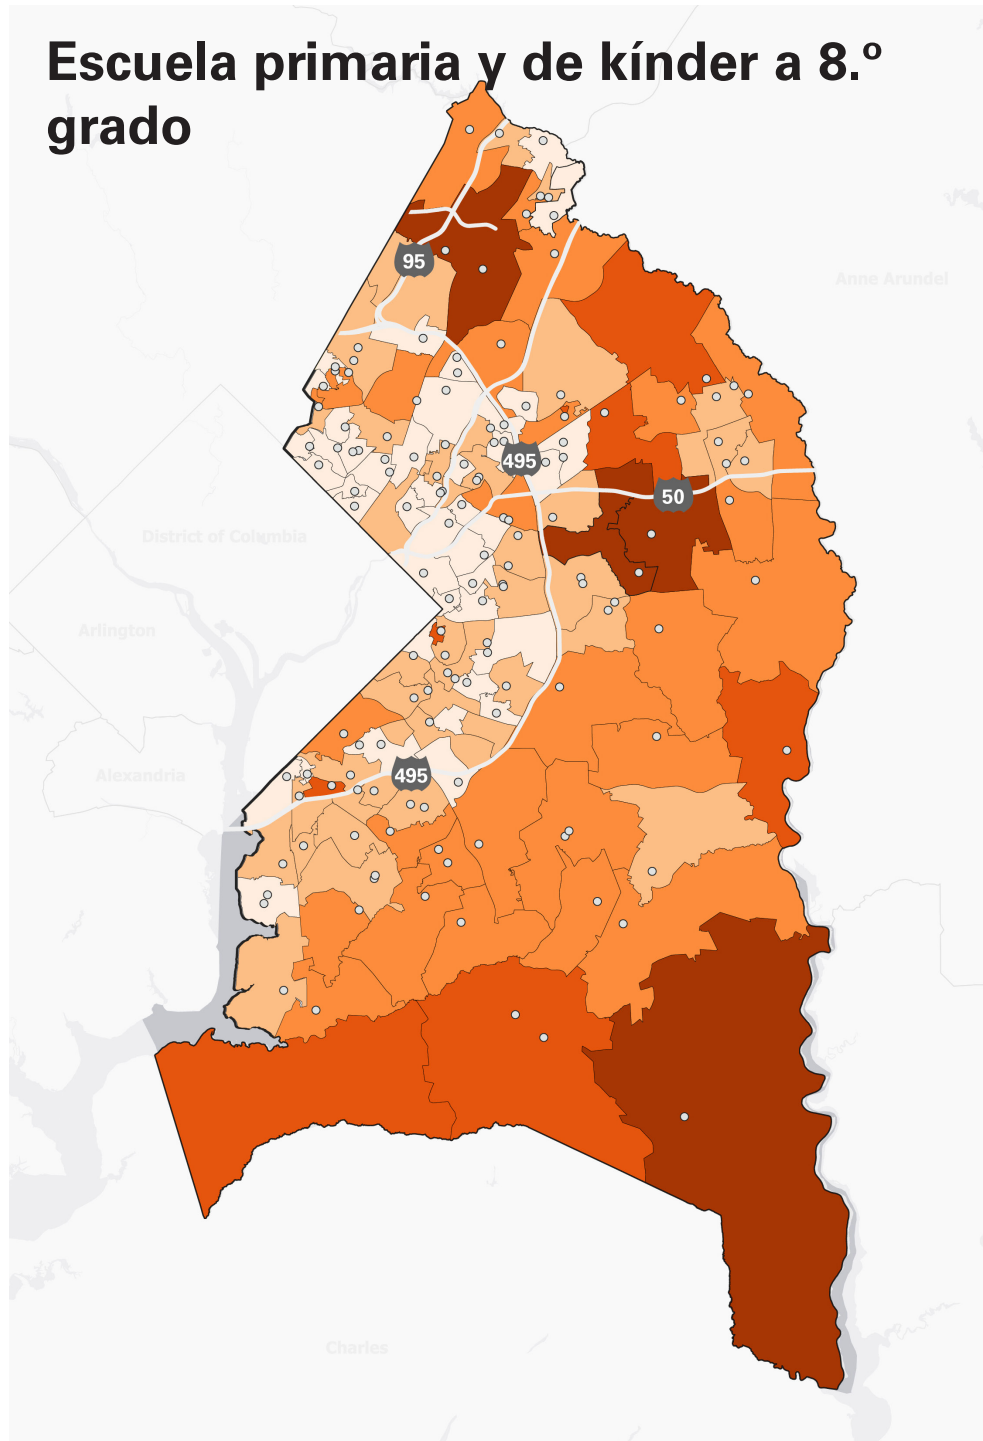 Escuela primaria y de kínder a 8.º
grado
95
Anne Arundel
495
50
District of Columbia
Arlington
Alexandria
495
Charles